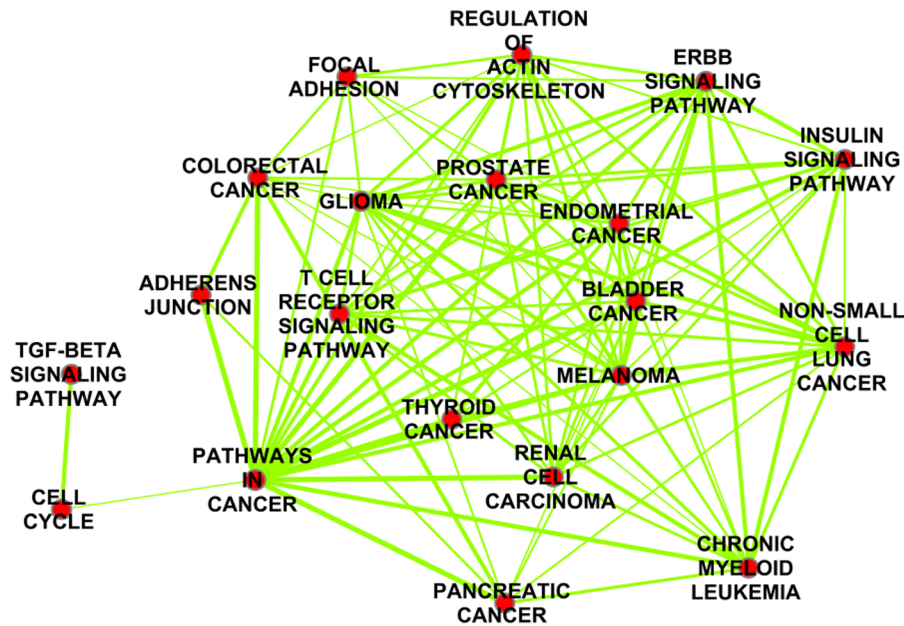 REGULATION
OF
ACTIN
CYTOSKELETON
FOCAL
ADHESION
ERBB
SIGNALING
PATHWAY
INSULIN
SIGNALING
PATHWAY
COLORECTAL
CANCER
PROSTATE
CANCER
GLIOMA
ENDOMETRIAL
CANCER
ADHERENS
JUNCTION
T CELL
RECEPTOR
SIGNALING
PATHWAY
BLADDER
CANCER
NON-SMALL
CELL
LUNG
CANCER
TGF-BETA
SIGNALING
PATHWAY
MELANOMA
THYROID
CANCER
PATHWAYS
IN
CANCER
RENAL
CELL
CARCINOMA
CELL
CYCLE
CHRONIC
MYELOID
LEUKEMIA
PANCREATIC
CANCER